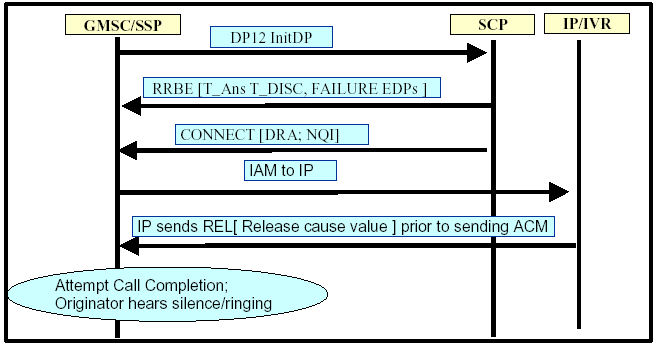 GMSC/SSP
SCP
IP/IVR
DP12 InitDP
RRBE [T_Ans T_DISC, FAILURE EDPs ]
CONNECT [DRA; NQI]
IAM to IP
IP sends REL[ Release cause value ] prior to sending ACM
Attempt Call Completion;
Originator hears silence/ringing